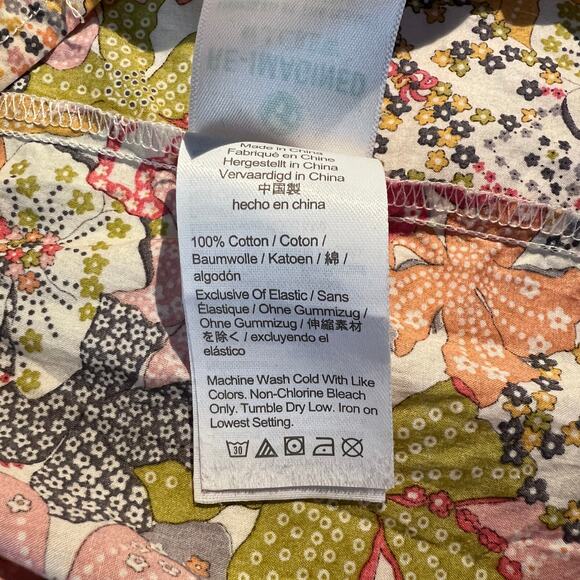 RE-IMAGINED
Made in China
Fabriqué en Chine
Hergestellt in China
Vervaardigd in China
中国製
hecho en china
100% Cotton / Coton /
Baumwolle / Katoen / 綿 /
algodón
Exclusive Of Elastic / Sans
Élastique / Ohne Gummizug /
Ohne Gummizug / 伸縮素材
を除く / excluyendo el
elástico
Machine Wash Cold With Like
Colors. Non-Chlorine Bleach
Only. Tumble Dry Low. Iron on
Lowest Setting.
30